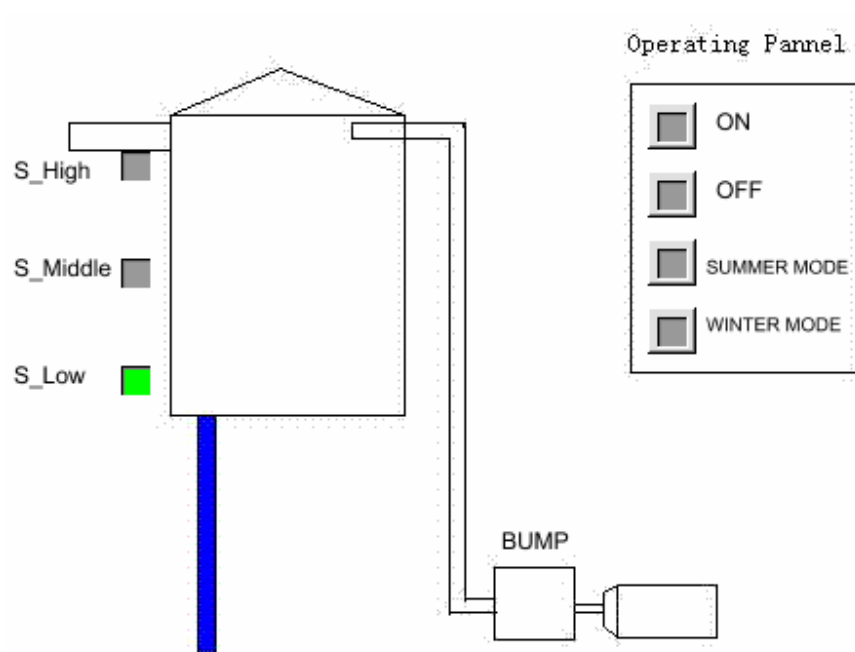 Operating Pannel
ON
OFF
SUMMER MODE
WINTER MODE
S_High
S_Middle
S_Low
BUMP